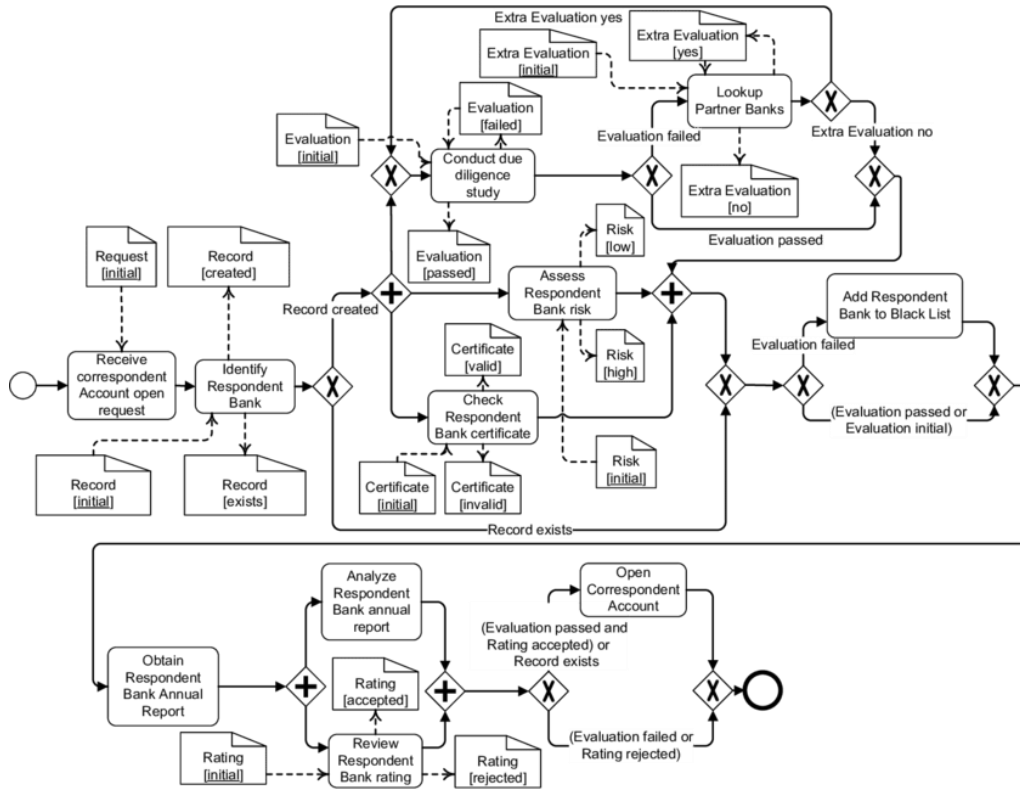 Extra Evaluation yes
Extra Evaluation
[initial]
Extra Evaluation
[yes]
Lookup
Partner Banks
Evaluation
[failed]
Evaluation
[initial]
Evaluation failed
Extra Evaluation no
Conduct due
diligence
study
Extra Evaluation
[no]
Evaluation passed
Request
[initial]
Record
[created]
Evaluation
[passed]
Risk
[low]
Assess
Respondent
Bank risk
Record created
Add Respondent
Bank to Black List
Evaluation failed
Receive
correspondent
Account open
request
Identify
Respondent
Bank
Certificate
[valid]
Risk
[high]
Check
Respondent
Bank certificate
(Evaluation passed or
Evaluation initial)
Record
[initial]
Record
[exists]
Certificate
[initial]
Certificate
[invalid]
Risk
[initial]
Record exists
Analyze
Respondent
Bank annual
report
Open
Correspondent
Account
(Evaluation passed and
Rating accepted) or
Record exists
Obtain
Respondent
Bank Annual
Report
Rating
[accepted]
Rating
[initial]
Review
Respondent
Bank rating
Rating
[rejected]
(Evaluation failed or
Rating rejected)